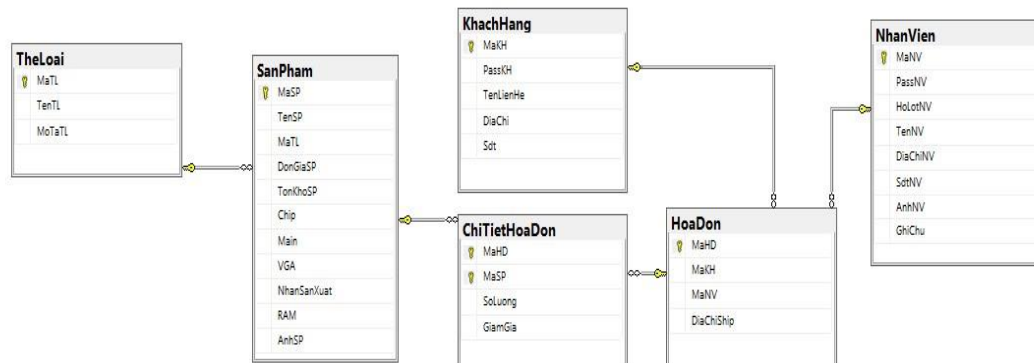 TheLoai
MaTL
TenTL
MoTaTL
SanPham
MaSP
TenSP
MaTL
DonGiaSP
TonKhoSP
Chip
Main
VGA
NhanSanXuat
RAM
AnhSP
KhachHang
MaKH
PassKH
TenLienHe
DiaChi
Sdt
ChiTietHoaDon
MaHD
MaSP
SoLuong
GiamGia
HoaDon
MaHD
MaKH
MaNV
DiaChiShip
NhanVien
MaNV
PassNV
HoLotNV
TenNV
DiaChiNV
SdtNV
AnhNV
GhiChu